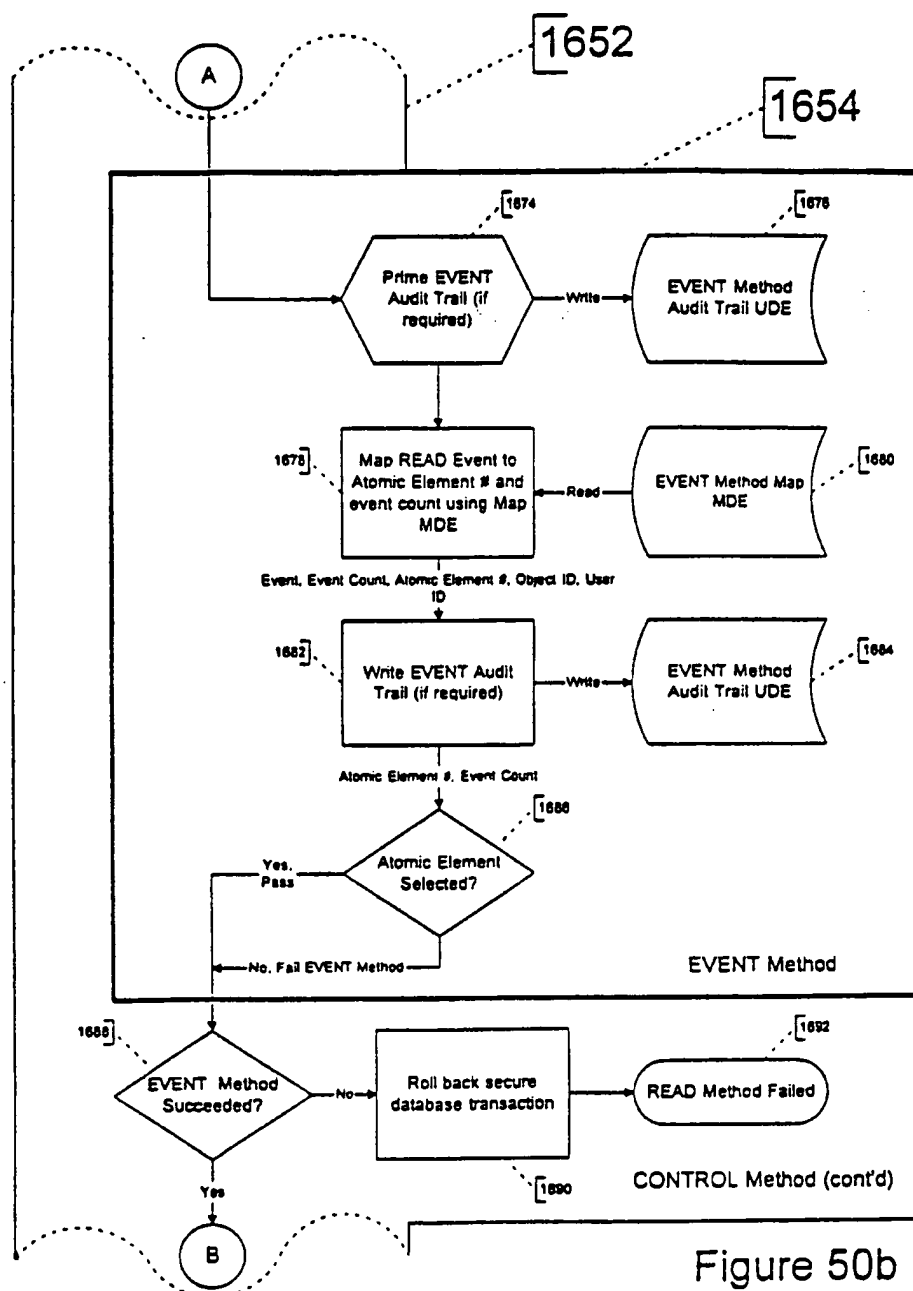 1652
A
1654
1674
Prime EVENT
Audit Trail (if
required)
Write
1676
EVENT Method
Audit Trail UDE
1678
Map READ Event to
Atomic Element # and
event count using Map
MDE
Read
1680
EVENT Method Map
MDE
Event, Event Count, Atomic Element #, Object ID, User
ID
1682
Write EVENT Audit
Trail (if required)
Write
1684
EVENT Method
Audit Trail UDE
Atomic Element #, Event Count
1686
Atomic Element
Selected?
Yes,
Pass
No, Fail EVENT Method
EVENT Method
1688
EVENT Method
Succeeded?
No
Roll back secure
database transaction
1690
1692
READ Method Failed
CONTROL Method (cont'd)
Yes
B
Figure 50b